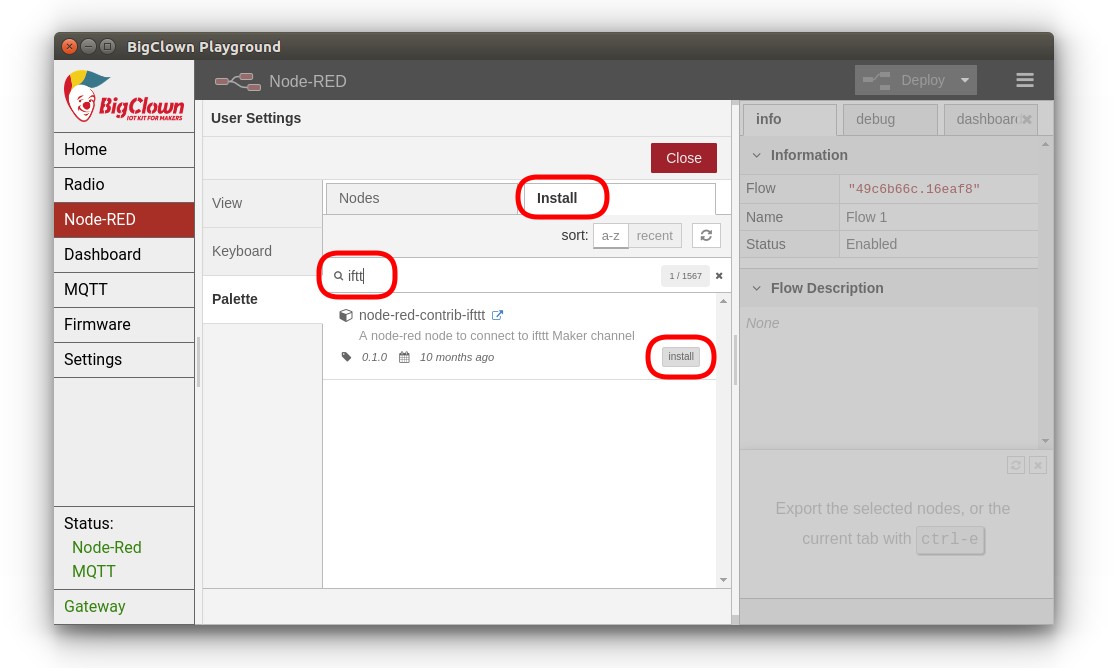 BigClown Playground
BigClown
IOT KIT FOR MAKERS
Home
Radio
Node-RED
Dashboard
MQTT
Firmware
Settings
Status:
Node-Red
MQTT
Gateway
Node-RED
Deploy
User Settings
Close
View
Keyboard
Palette
Nodes
Install
sort: a-z recent
iftt
1 / 1567
node-red-contrib-ifttt
A node-red node to connect to ifttt Maker channel
0.1.0 10 months ago
install
info debug dashboard
Information
Flow "49c6b66c.16eaf8"
Name Flow 1
Status Enabled
Flow Description
None
Export the selected nodes, or the
current tab with ctrl-e